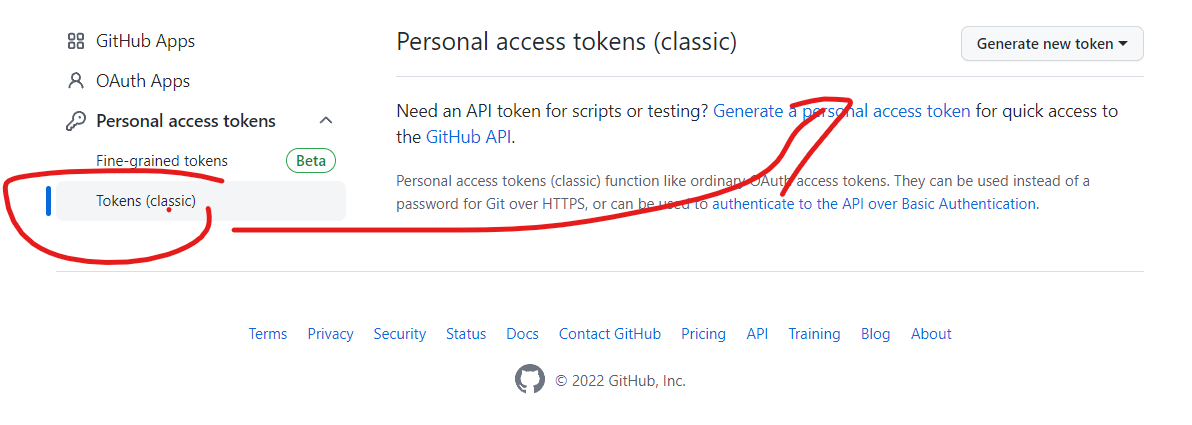 GitHub Apps
OAuth Apps
Personal access tokens
Fine-grained tokens Beta
Tokens (classic)
Personal access tokens (classic)
Generate new token
Need an API token for scripts or testing? Generate a personal access token for quick access to
the GitHub API.
Personal access tokens (classic) function like ordinary OAuth access tokens. They can be used instead of a
password for Git over HTTPS, or can be used to authenticate to the API over Basic Authentication.
Terms Privacy Security Status Docs Contact GitHub Pricing API Training Blog About
© 2022 GitHub, Inc.